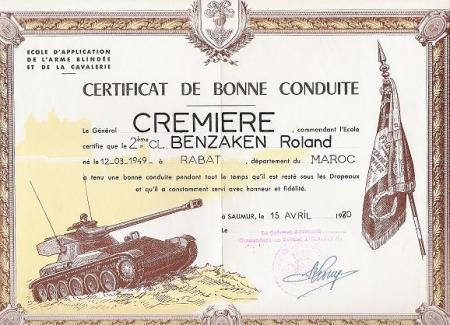 ECOLE D'APPLICATION
DE L'ARME BLINDÉE
ET DE LA CAVALERIE
CERTIFICAT DE BONNE CONDUITE
Le Général CREMIERE, commandant l'Ecole
certifie que le 2ème CL. BENZAKEN Roland
né le 12-03-1949 à RABAT, département du MAROC
a tenu une bonne conduite pendant tout le temps qu'il est resté sous les Drapeaux
et qu'il a constamment servi avec honneur et fidélité.
à SAUMUR, le 15 AVRIL 1970
Le